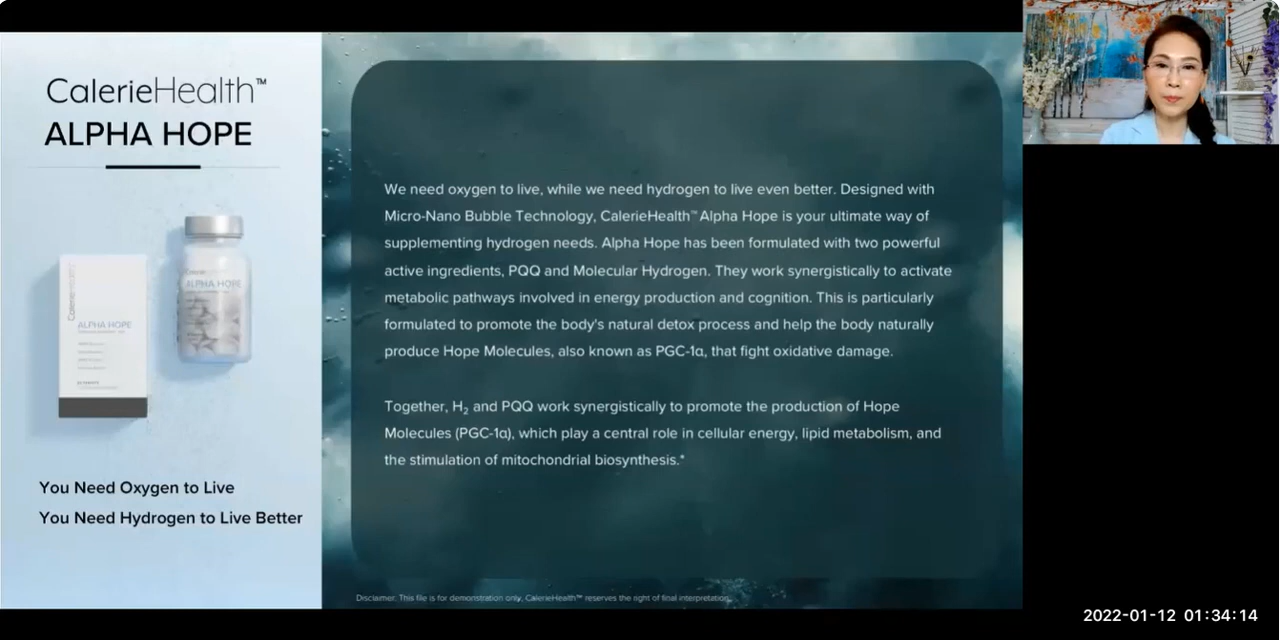 CalerieHealth™
ALPHA HOPE
ALPHA HOPE
ALPHA HOPE
You Need Oxygen to Live
You Need Hydrogen to Live Better
We need oxygen to live, while we need hydrogen to live even better. Designed with
Micro-Nano Bubble Technology, CalerieHealth™ Alpha Hope is your ultimate way of
supplementing hydrogen needs. Alpha Hope has been formulated with two powerful
active ingredients, PQQ and Molecular Hydrogen. They work synergistically to activate
metabolic pathways involved in energy production and cognition. This is particularly
formulated to promote the body's natural detox process and help the body naturally
produce Hope Molecules, also known as PGC-1α, that fight oxidative damage.
Together, H₂ and PQQ work synergistically to promote the production of Hope
Molecules (PGC-1α), which play a central role in cellular energy, lipid metabolism, and
the stimulation of mitochondrial biosynthesis.*
Disclaimer: This file is for demonstration only, CalerieHealth™ reserves the right of final interpretation.
2022-01-12 01:34:14